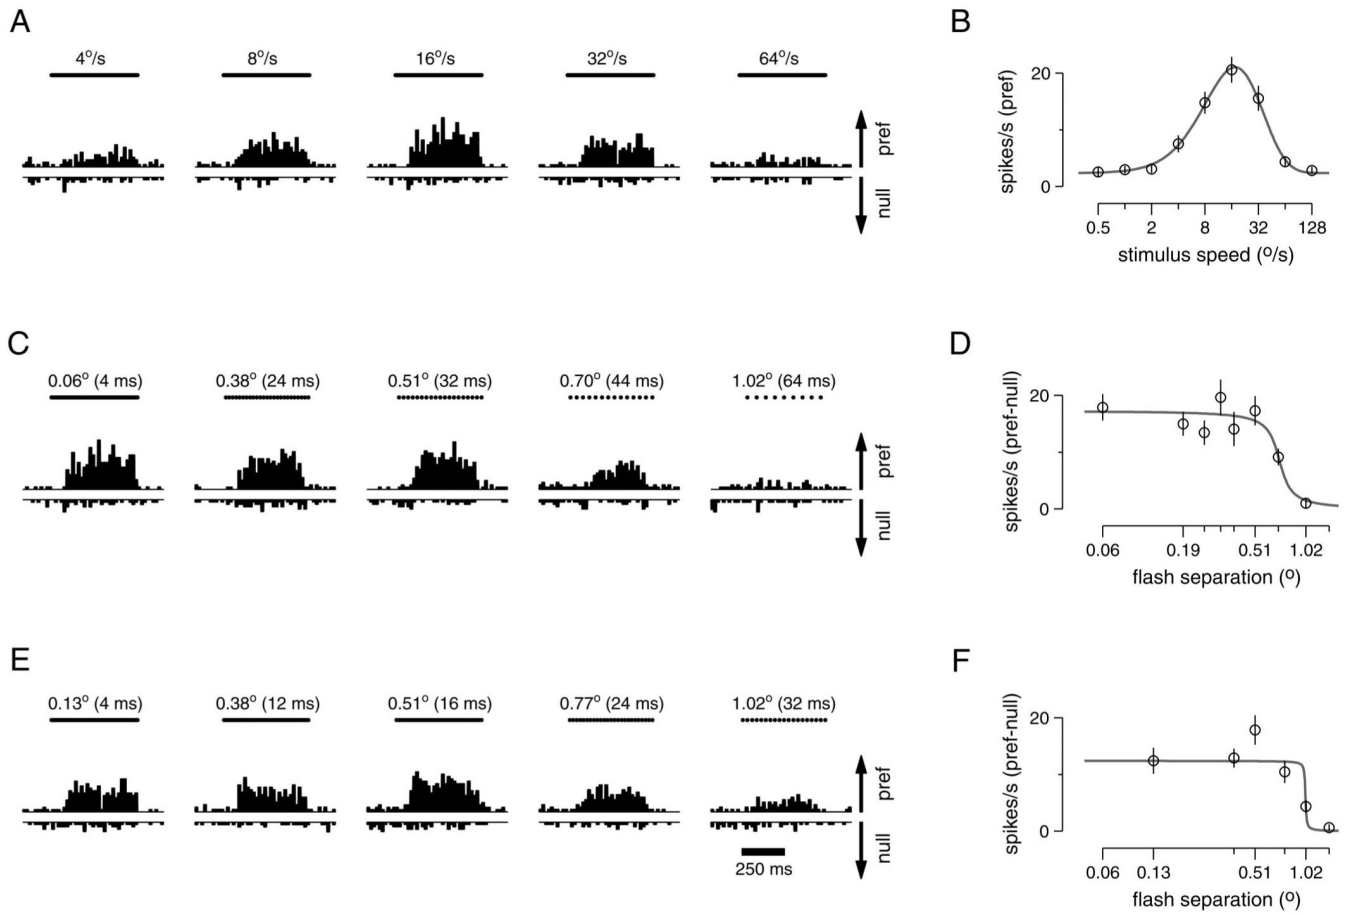 A
4°/s 8°/s 16°/s 32°/s 64°/s
pref
null
B
spikes/s (pref)
20
0
0.5 2 8 32 128
stimulus speed (°/s)
C
0.06° (4 ms) 0.38° (24 ms) 0.51° (32 ms) 0.70° (44 ms) 1.02° (64 ms)
pref
null
D
spikes/s (pref-null)
20
0
0.06 0.19 0.51 1.02
flash separation (°)
E
0.13° (4 ms) 0.38° (12 ms) 0.51° (16 ms) 0.77° (24 ms) 1.02° (32 ms)
pref
null
250 ms
F
spikes/s (pref-null)
20
0
0.06 0.13 0.51 1.02
flash separation (°)